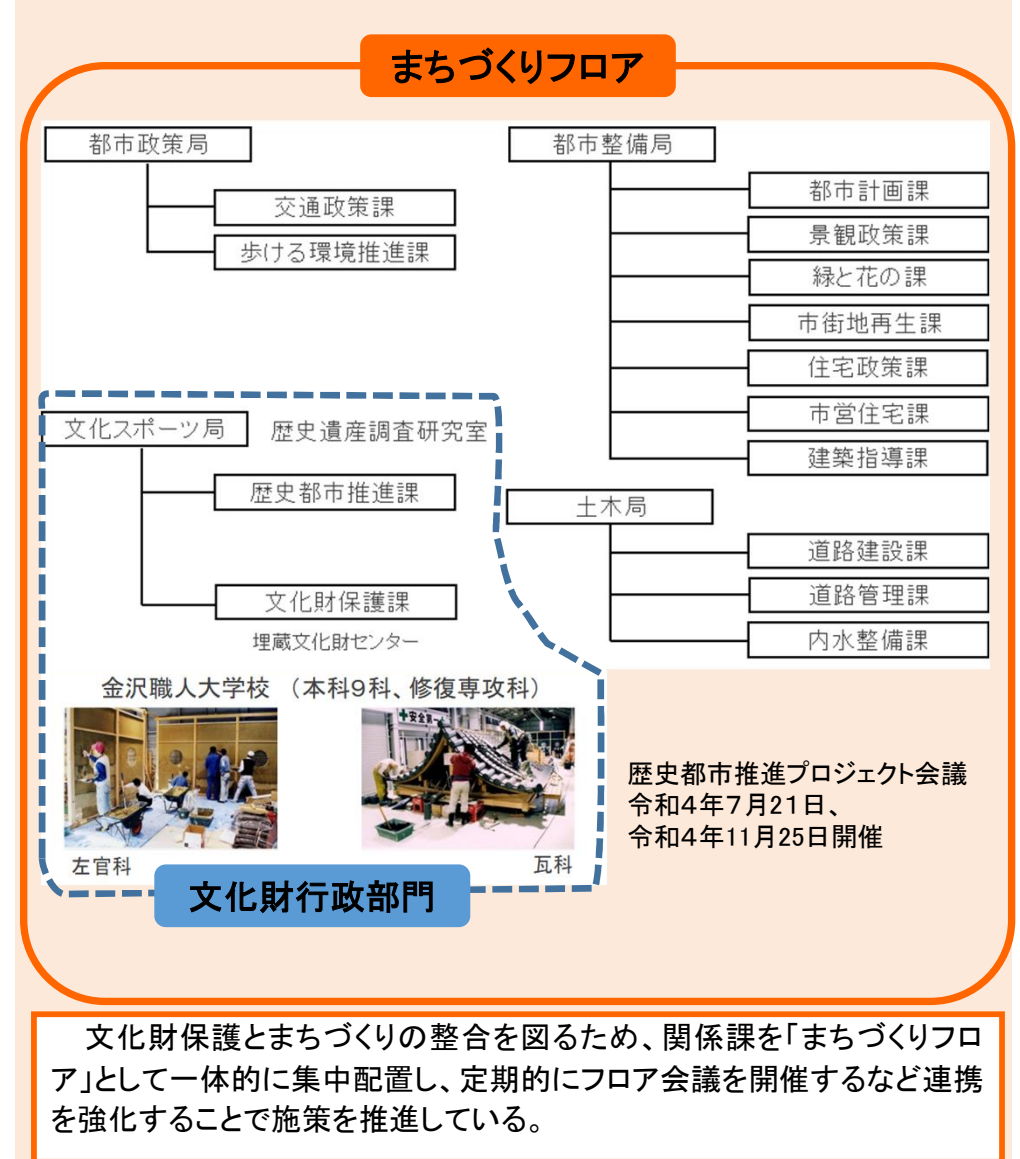 まちづくりフロア
都市政策局
交通政策課
歩ける環境推進課
都市整備局
都市計画課
景観政策課
緑と花の課
市街地再生課
住宅政策課
市営住宅課
建築指導課
文化スポーツ局
歴史遺産調査研究室
歴史都市推進課
文化財保護課
埋蔵文化財センター
土木局
道路建設課
道路管理課
内水整備課
金沢職人大学校　（本科９科、修復専攻科）
安全第一
左官科
瓦科
文化財行政部門
歴史都市推進プロジェクト会議
令和４年７月21日、
令和４年11月25日開催
文化財保護とまちづくりの整合を図るため、関係課を「まちづくりフロ
ア」として一体的に集中配置し、定期的にフロア会議を開催するなど連携
を強化することで施策を推進している。